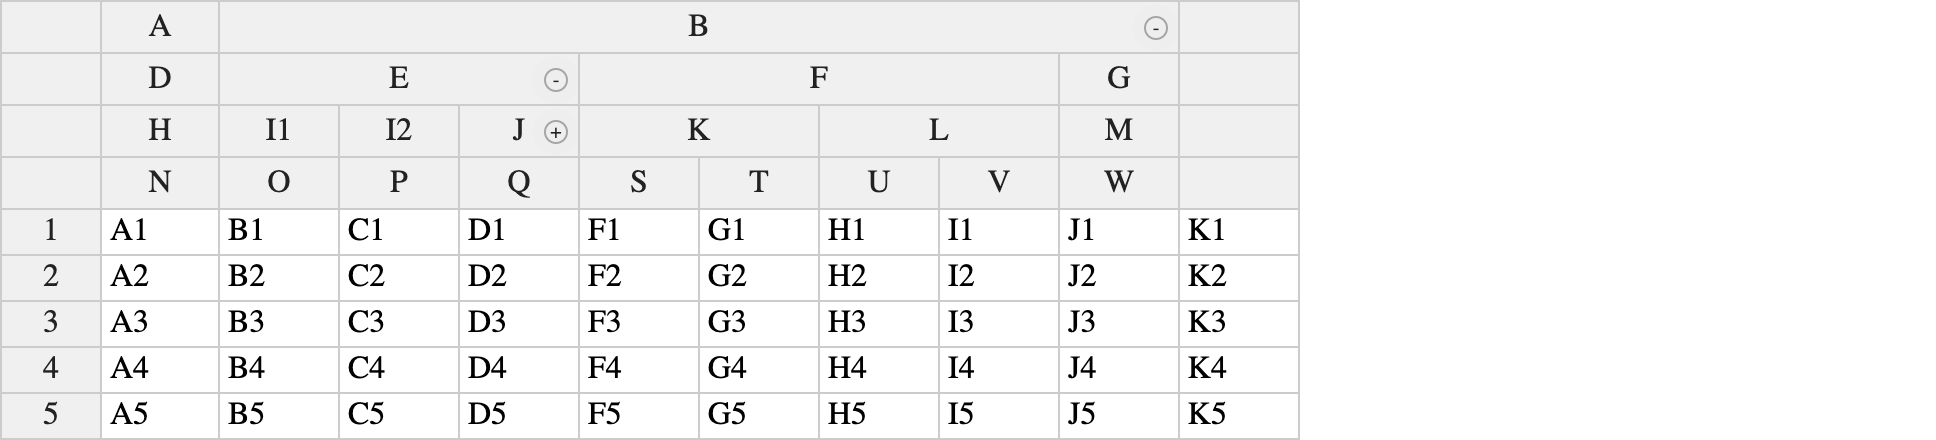 A B -
D E - F G
H I1 I2 J + K L M
N O P Q S T U V W
1 A1 B1 C1 D1 F1 G1 H1 I1 J1 K1
2 A2 B2 C2 D2 F2 G2 H2 I2 J2 K2
3 A3 B3 C3 D3 F3 G3 H3 I3 J3 K3
4 A4 B4 C4 D4 F4 G4 H4 I4 J4 K4
5 A5 B5 C5 D5 F5 G5 H5 I5 J5 K5